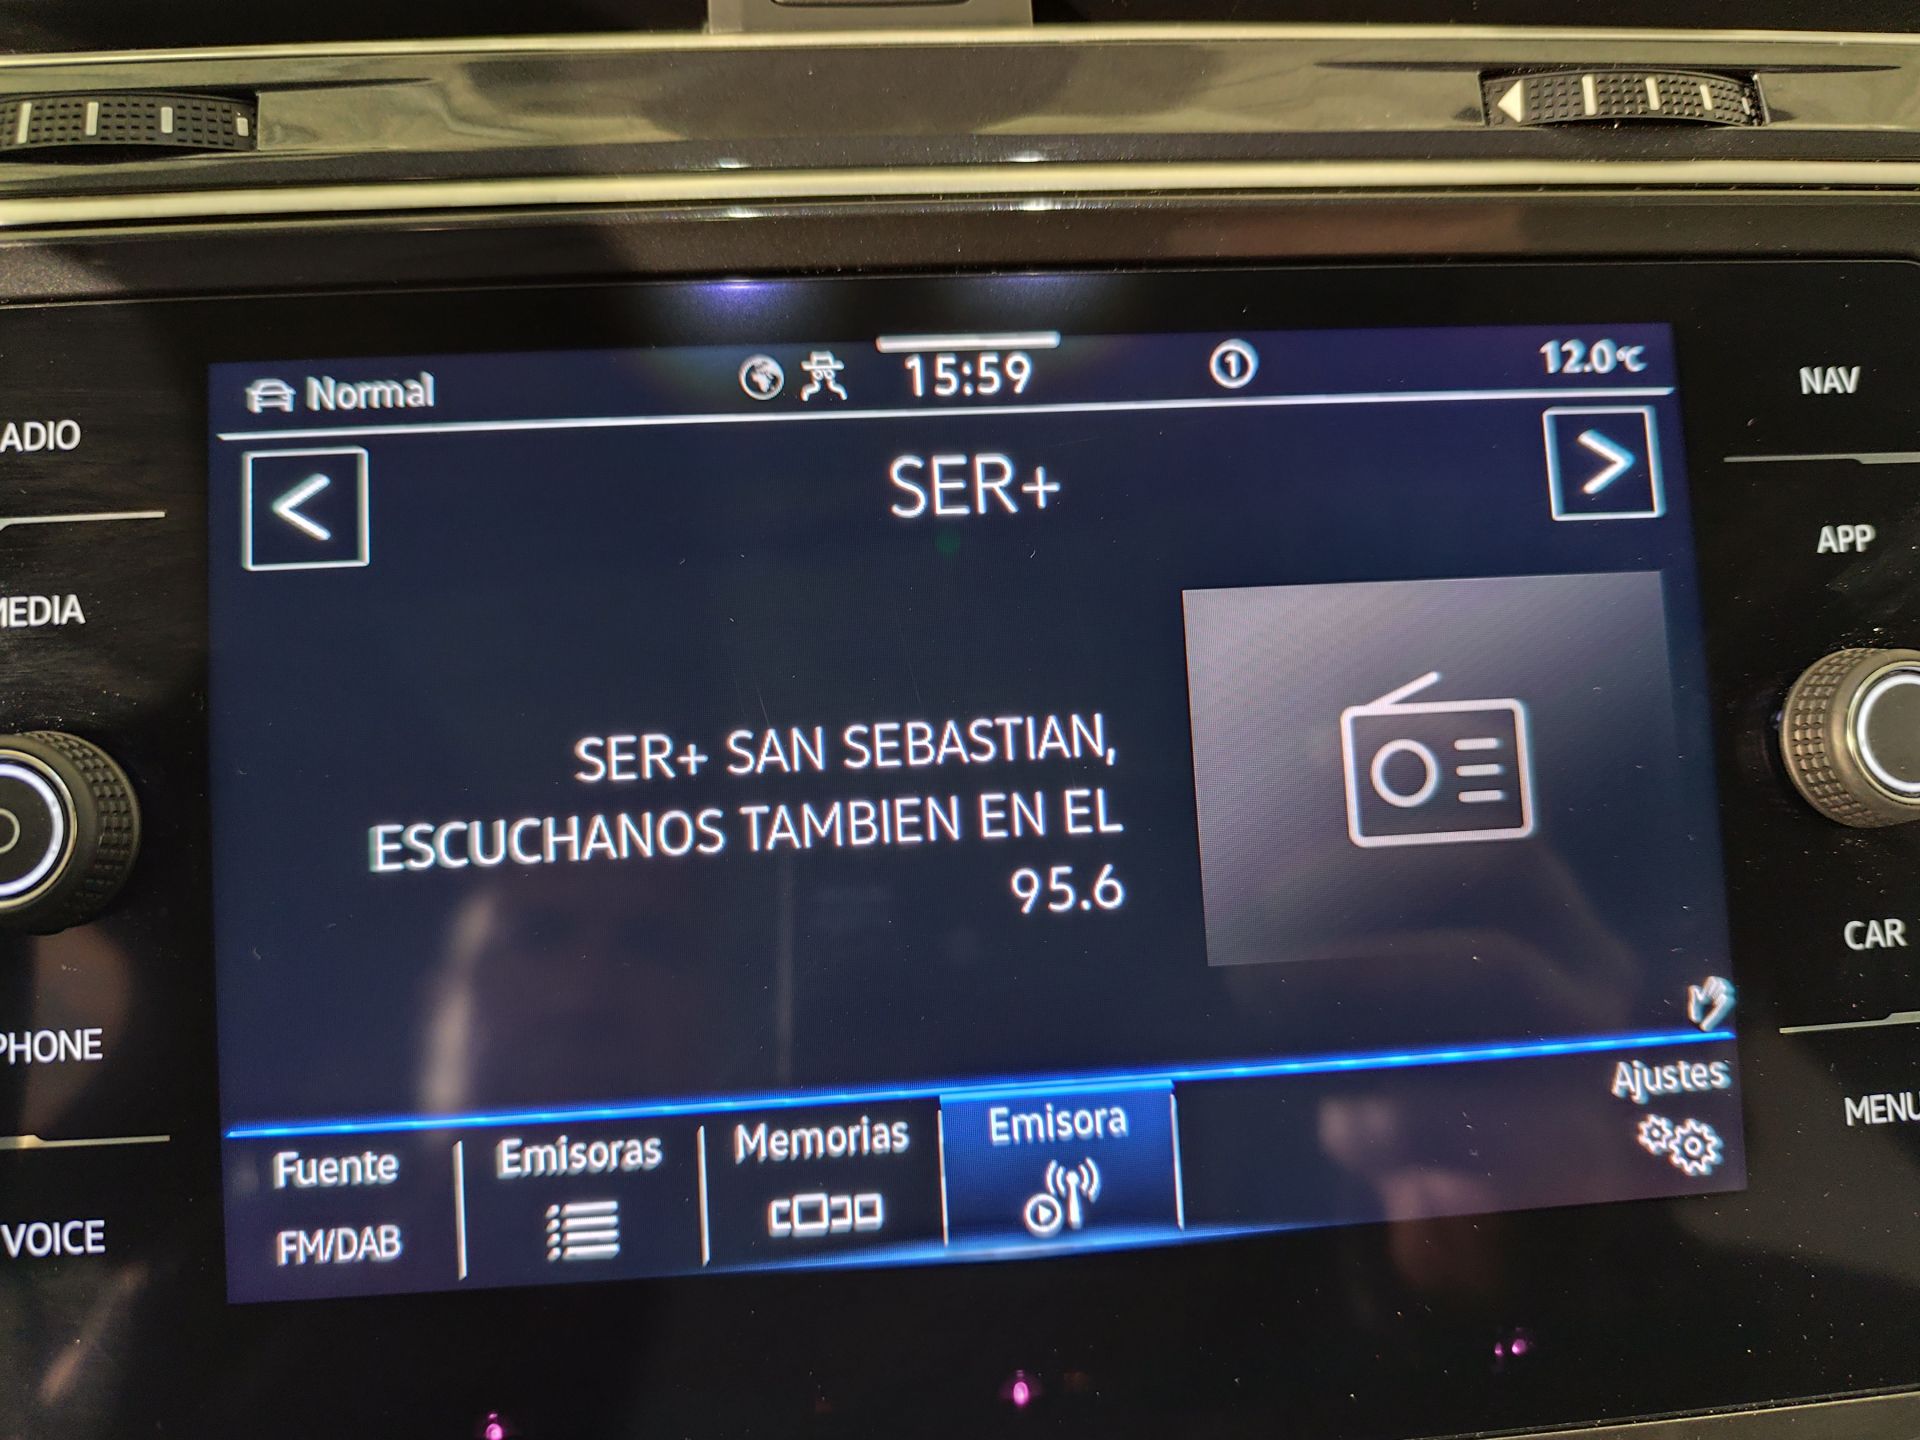 Normal
15:59
1
12.0°C
<
SER+
>
SER+ SAN SEBASTIAN,
ESCUCHANOS TAMBIEN EN EL
95.6
Fuente
FM/DAB
Emisoras
Memorias
Emisora
Ajustes
ADIO
MEDIA
PHONE
VOICE
NAV
APP
CAR
MENU